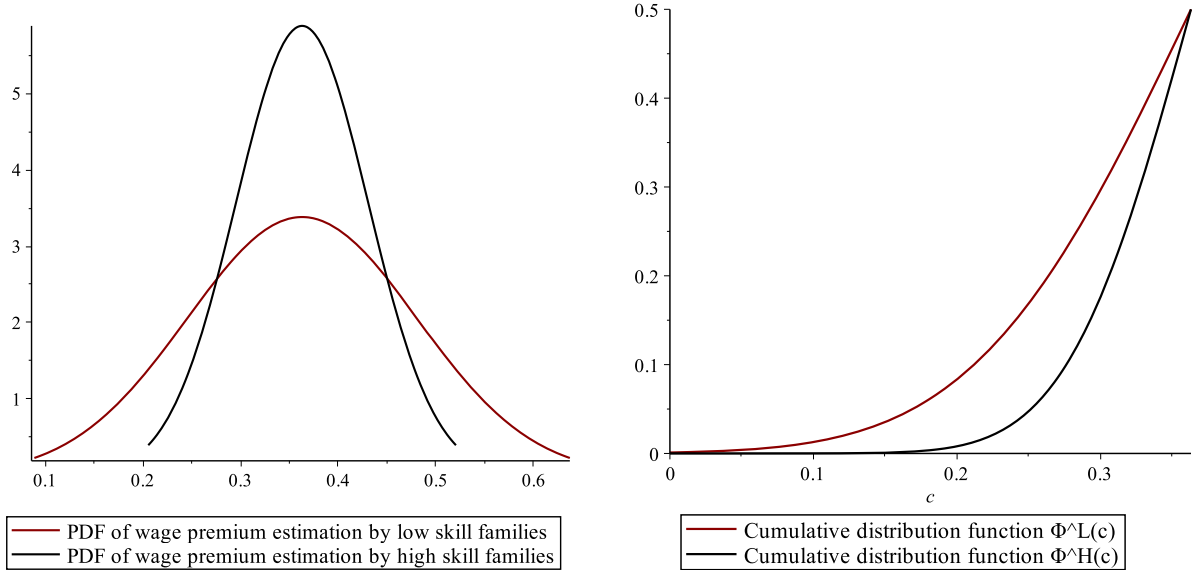 5
4
3
2
1
0.1 0.2 0.3 0.4 0.5 0.6
PDF of wage premium estimation by low skill families
PDF of wage premium estimation by high skill families
0.5
0.4
0.3
0.2
0.1
0
0 0.1 0.2 0.3
c
Cumulative distribution function Φ^L(c)
Cumulative distribution function Φ^H(c)